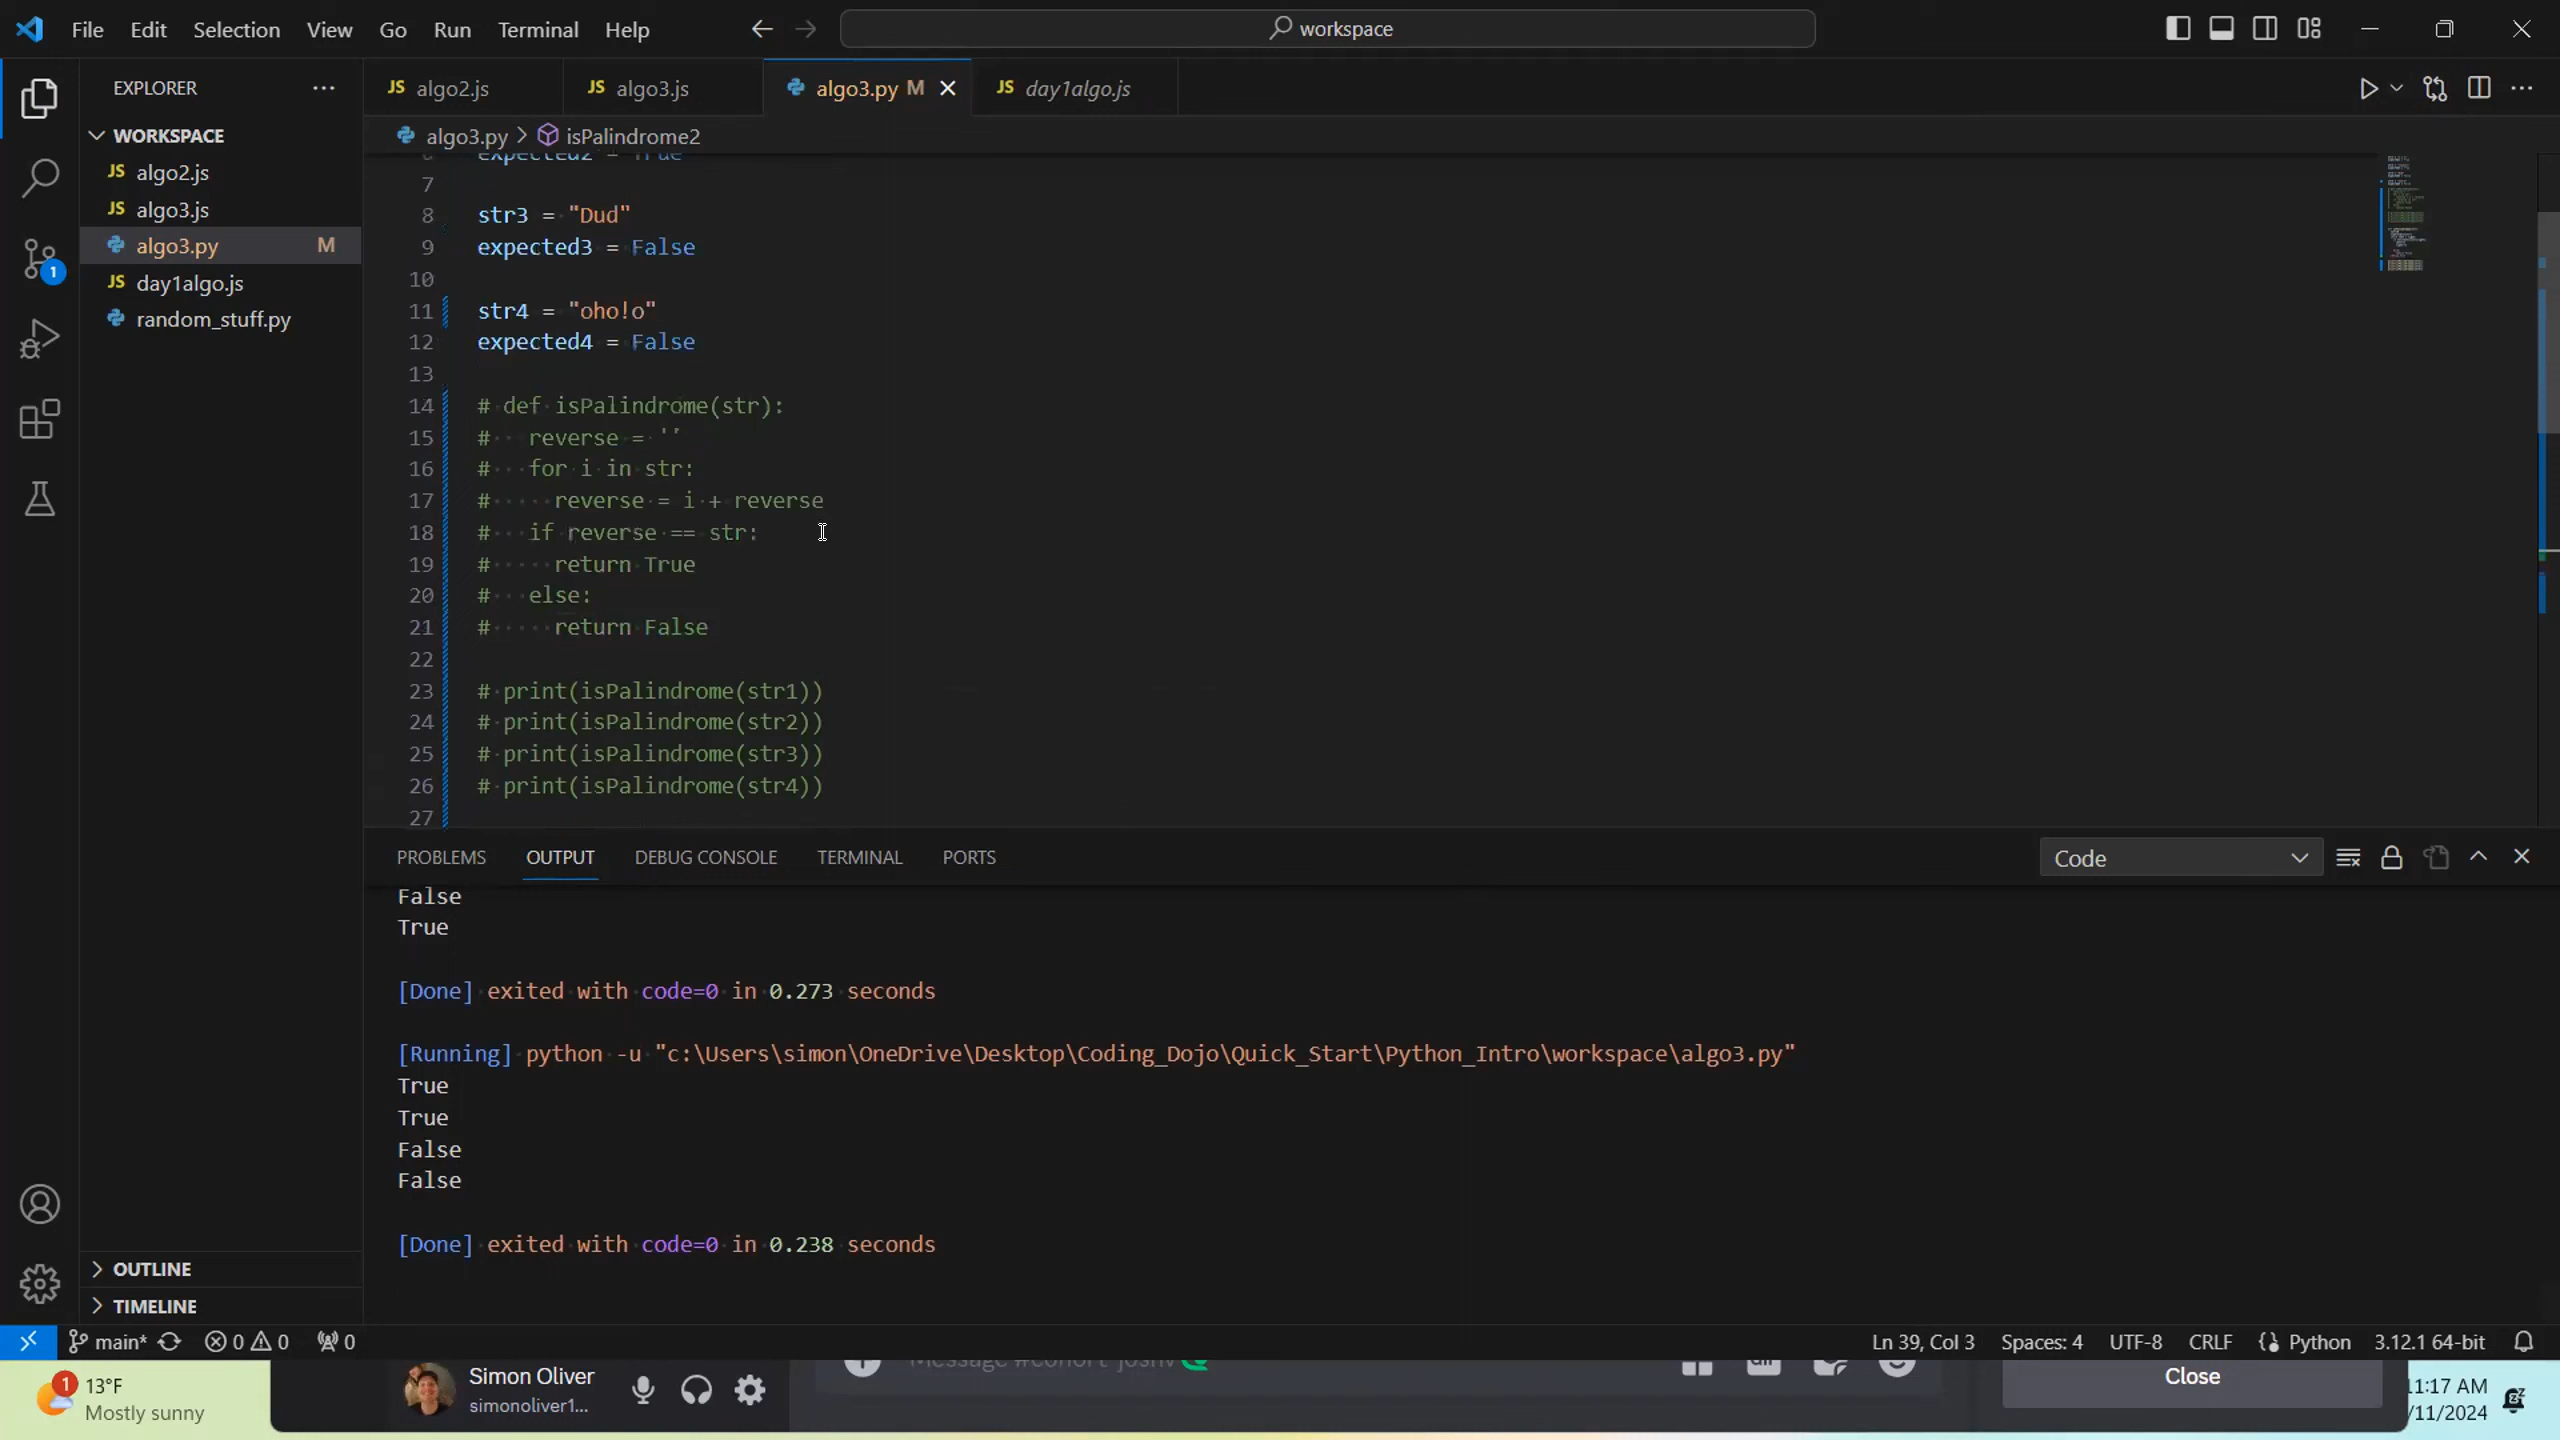 File Edit Selection View Go Run Terminal Help
workspace
EXPLORER
JS algo2.js
JS algo3.js
algo3.py M
JS day1algo.js
WORKSPACE
JS algo2.js
JS algo3.js
algo3.py M
JS day1algo.js
random_stuff.py
1
OUTLINE
TIMELINE
algo3.py > isPalindrome2
6 expected2 = True
7
8 str3 = "Dud"
9 expected3 = False
10
11 str4 = "oho!o"
12 expected4 = False
13
14 # def isPalindrome(str):
15 #   reverse = ''
16 #   for i in str:
17 #     reverse = i + reverse
18 #   if reverse == str:
19 #     return True
20 #   else:
21 #     return False
22
23 # print(isPalindrome(str1))
24 # print(isPalindrome(str2))
25 # print(isPalindrome(str3))
26 # print(isPalindrome(str4))
27
PROBLEMS OUTPUT DEBUG CONSOLE TERMINAL PORTS
Code
False
True
[Done] exited with code=0 in 0.273 seconds
[Running] python -u "c:\Users\simon\OneDrive\Desktop\Coding_Dojo\Quick_Start\Python_Intro\workspace\algo3.py"
True
True
False
False
[Done] exited with code=0 in 0.238 seconds
main* 0 0 0
Ln 39, Col 3 Spaces: 4 UTF-8 CRLF Python 3.12.1 64-bit
1
13°F
Mostly sunny
Simon Oliver
simonoliver1...
Close
11:17 AM
/11/2024